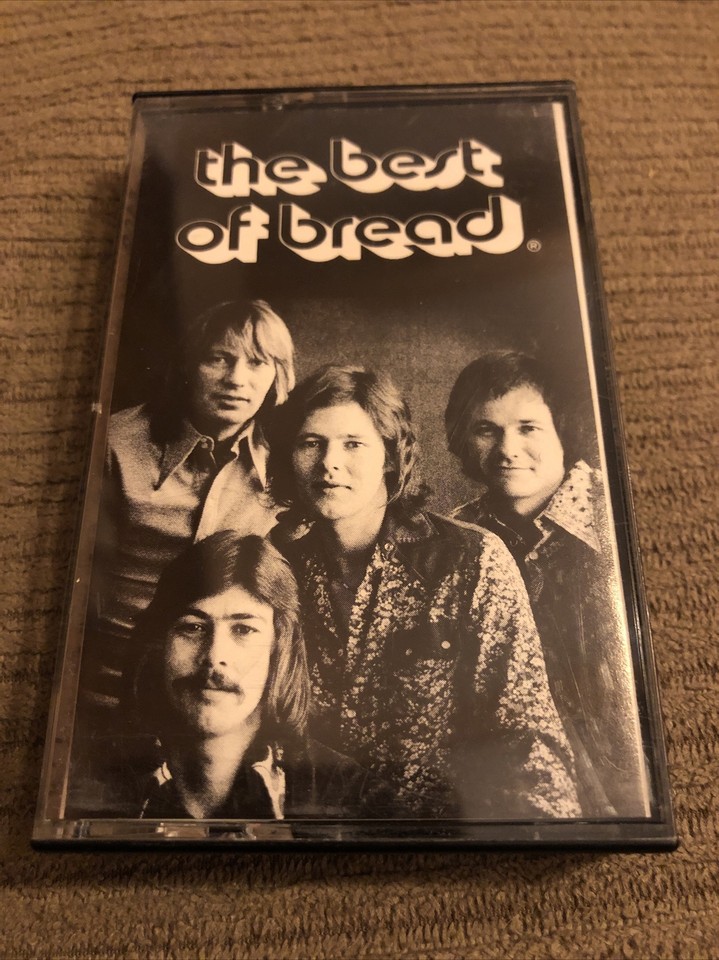 the best
of bread®